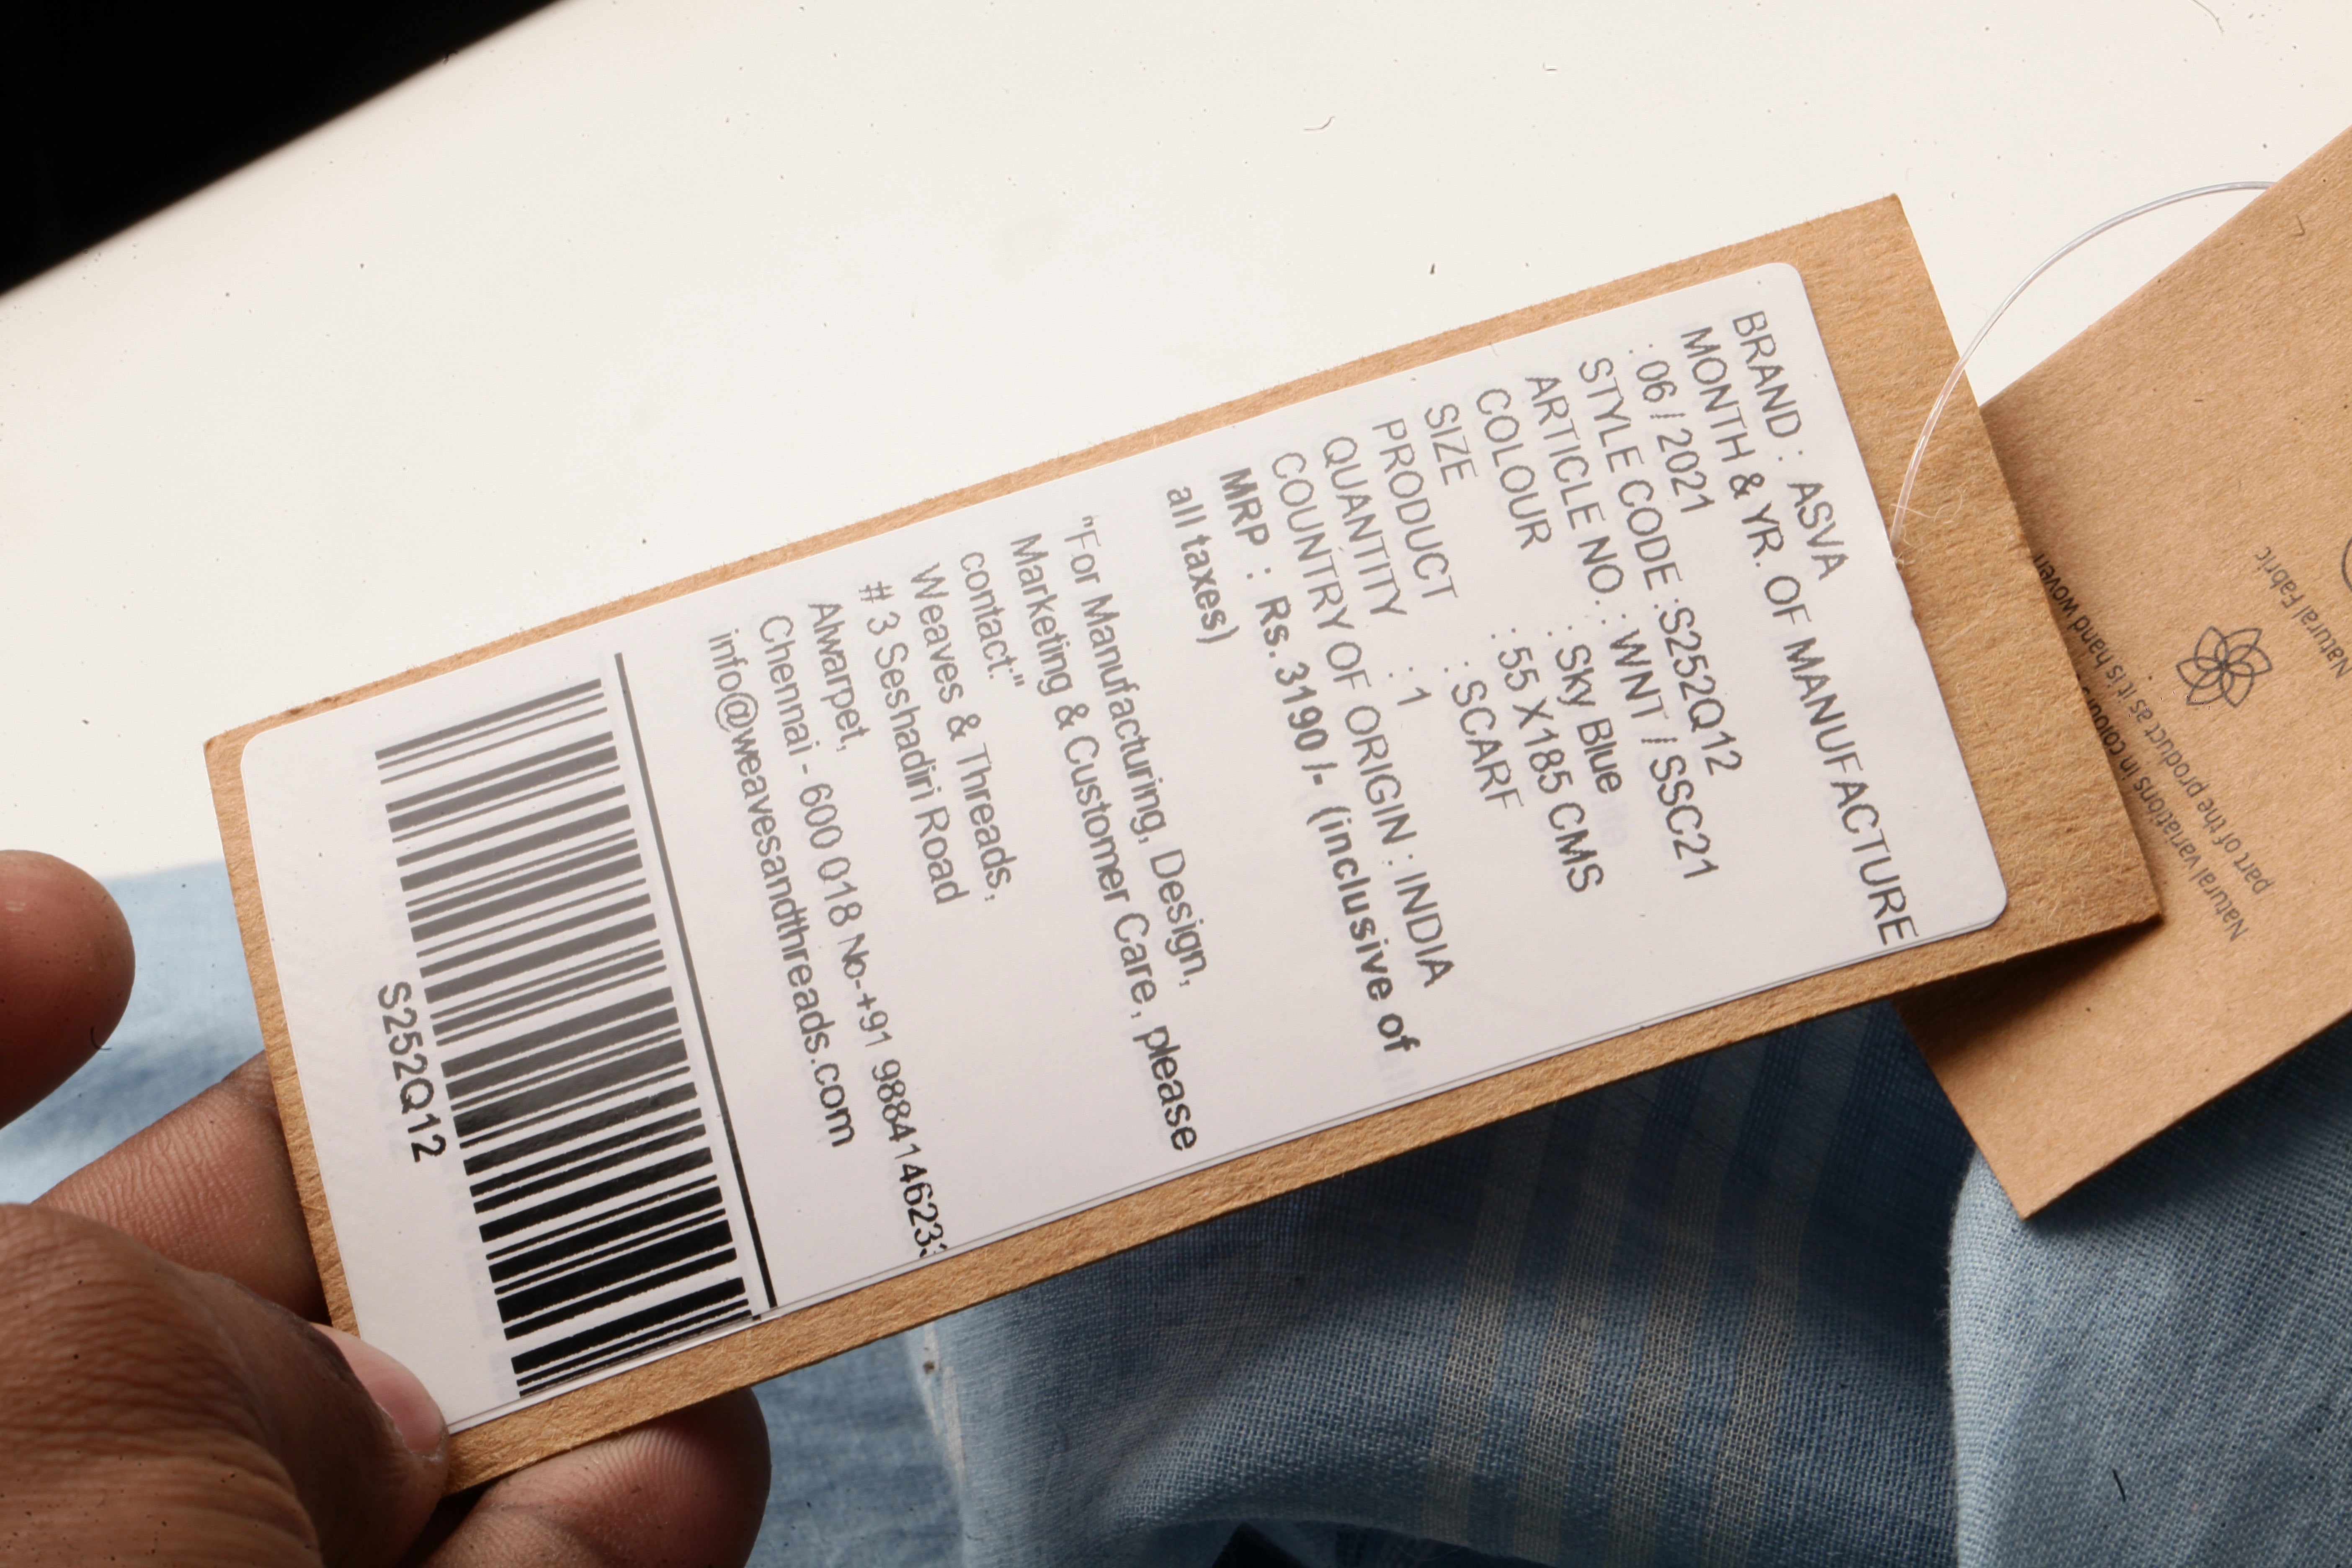 BRAND : ASVA
MONTH & YR. OF MANUFACTURE
: 06 / 2021
STYLE CODE :S252Q12
ARTICLE NO. : WNT / SSC21
COLOUR : Sky Blue
SIZE : 55 X185 CMS
PRODUCT : SCARF
QUANTITY : 1
COUNTRY OF ORIGIN : INDIA
MRP : Rs. 3190 /- (inclusive of
all taxes)
"For Manufacturing, Design,
Marketing & Customer Care, please
contact:"
Weaves & Threads,
# 3 Seshadiri Road
Alwarpet,
Chennai - 600 018 No-+91 98841462
info@weavesandthreads.com
S252Q12
Natural Fabric
Natural
Natural variations in
part of the product as it is hand woven